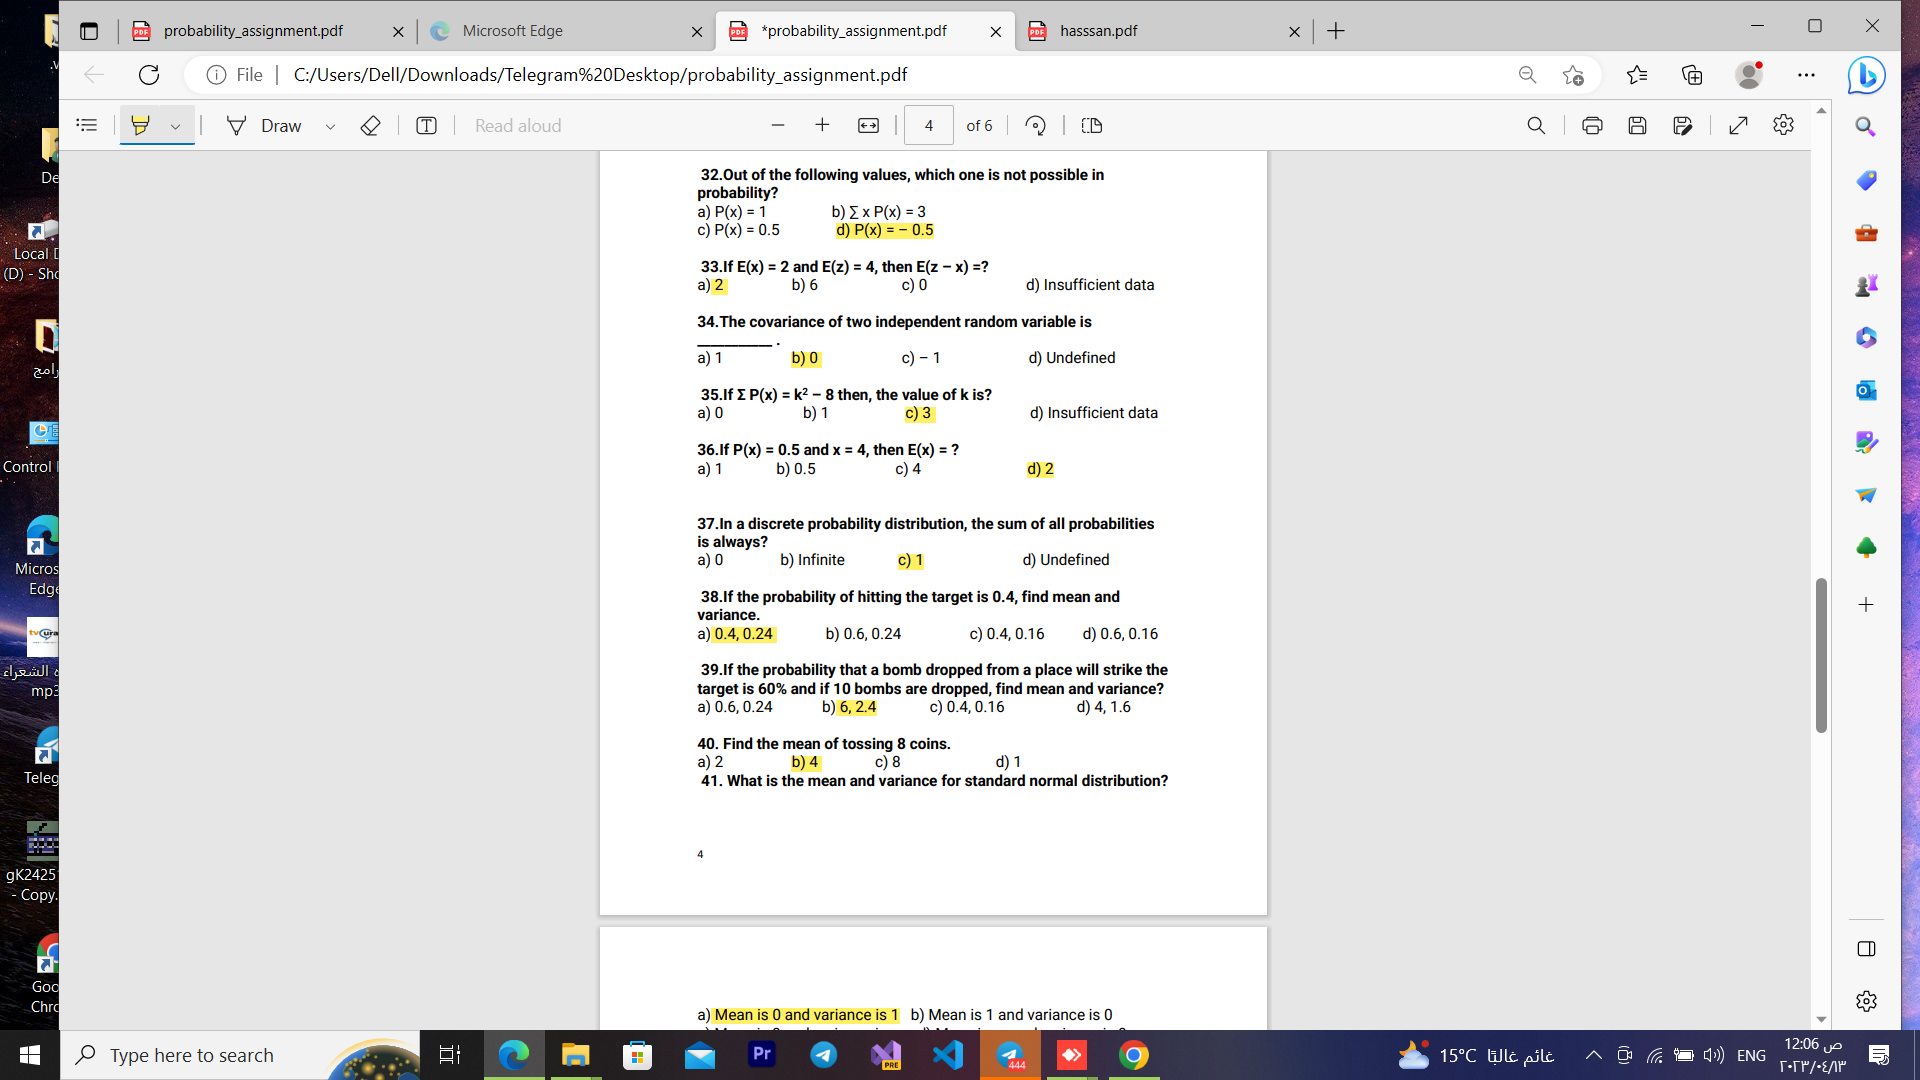 probability_assignment.pdf
Microsoft Edge
*probability_assignment.pdf
hasssan.pdf
File
C:/Users/Dell/Downloads/Telegram%20Desktop/probability_assignment.pdf
Draw
Read aloud
4
of 6
32.Out of the following values, which one is not possible in
probability?
a) P(x) = 1 b) ∑ x P(x) = 3
c) P(x) = 0.5 d) P(x) = − 0.5
33.If E(x) = 2 and E(z) = 4, then E(z − x) =?
a) 2 b) 6 c) 0 d) Insufficient data
34.The covariance of two independent random variable is
___________ .
a) 1 b) 0 c) − 1 d) Undefined
35.If Σ P(x) = k² − 8 then, the value of k is?
a) 0 b) 1 c) 3 d) Insufficient data
36.If P(x) = 0.5 and x = 4, then E(x) = ?
a) 1 b) 0.5 c) 4 d) 2
37.In a discrete probability distribution, the sum of all probabilities
is always?
a) 0 b) Infinite c) 1 d) Undefined
38.If the probability of hitting the target is 0.4, find mean and
variance.
a) 0.4, 0.24 b) 0.6, 0.24 c) 0.4, 0.16 d) 0.6, 0.16
39.If the probability that a bomb dropped from a place will strike the
target is 60% and if 10 bombs are dropped, find mean and variance?
a) 0.6, 0.24 b) 6, 2.4 c) 0.4, 0.16 d) 4, 1.6
40. Find the mean of tossing 8 coins.
a) 2 b) 4 c) 8 d) 1
41. What is the mean and variance for standard normal distribution?
4
a) Mean is 0 and variance is 1 b) Mean is 1 and variance is 0
De
Local D
(D) - Sho
رامج
Control
Micros
Edge
ه الشعراء
mp3
Teleg
gK2425
- Copy.
Goo
Chro
Type here to search
PRE
Pr
444
15°C غائم غالبًا
ENG
12:06 ص
٢٠٢٣/٠٤/١٣